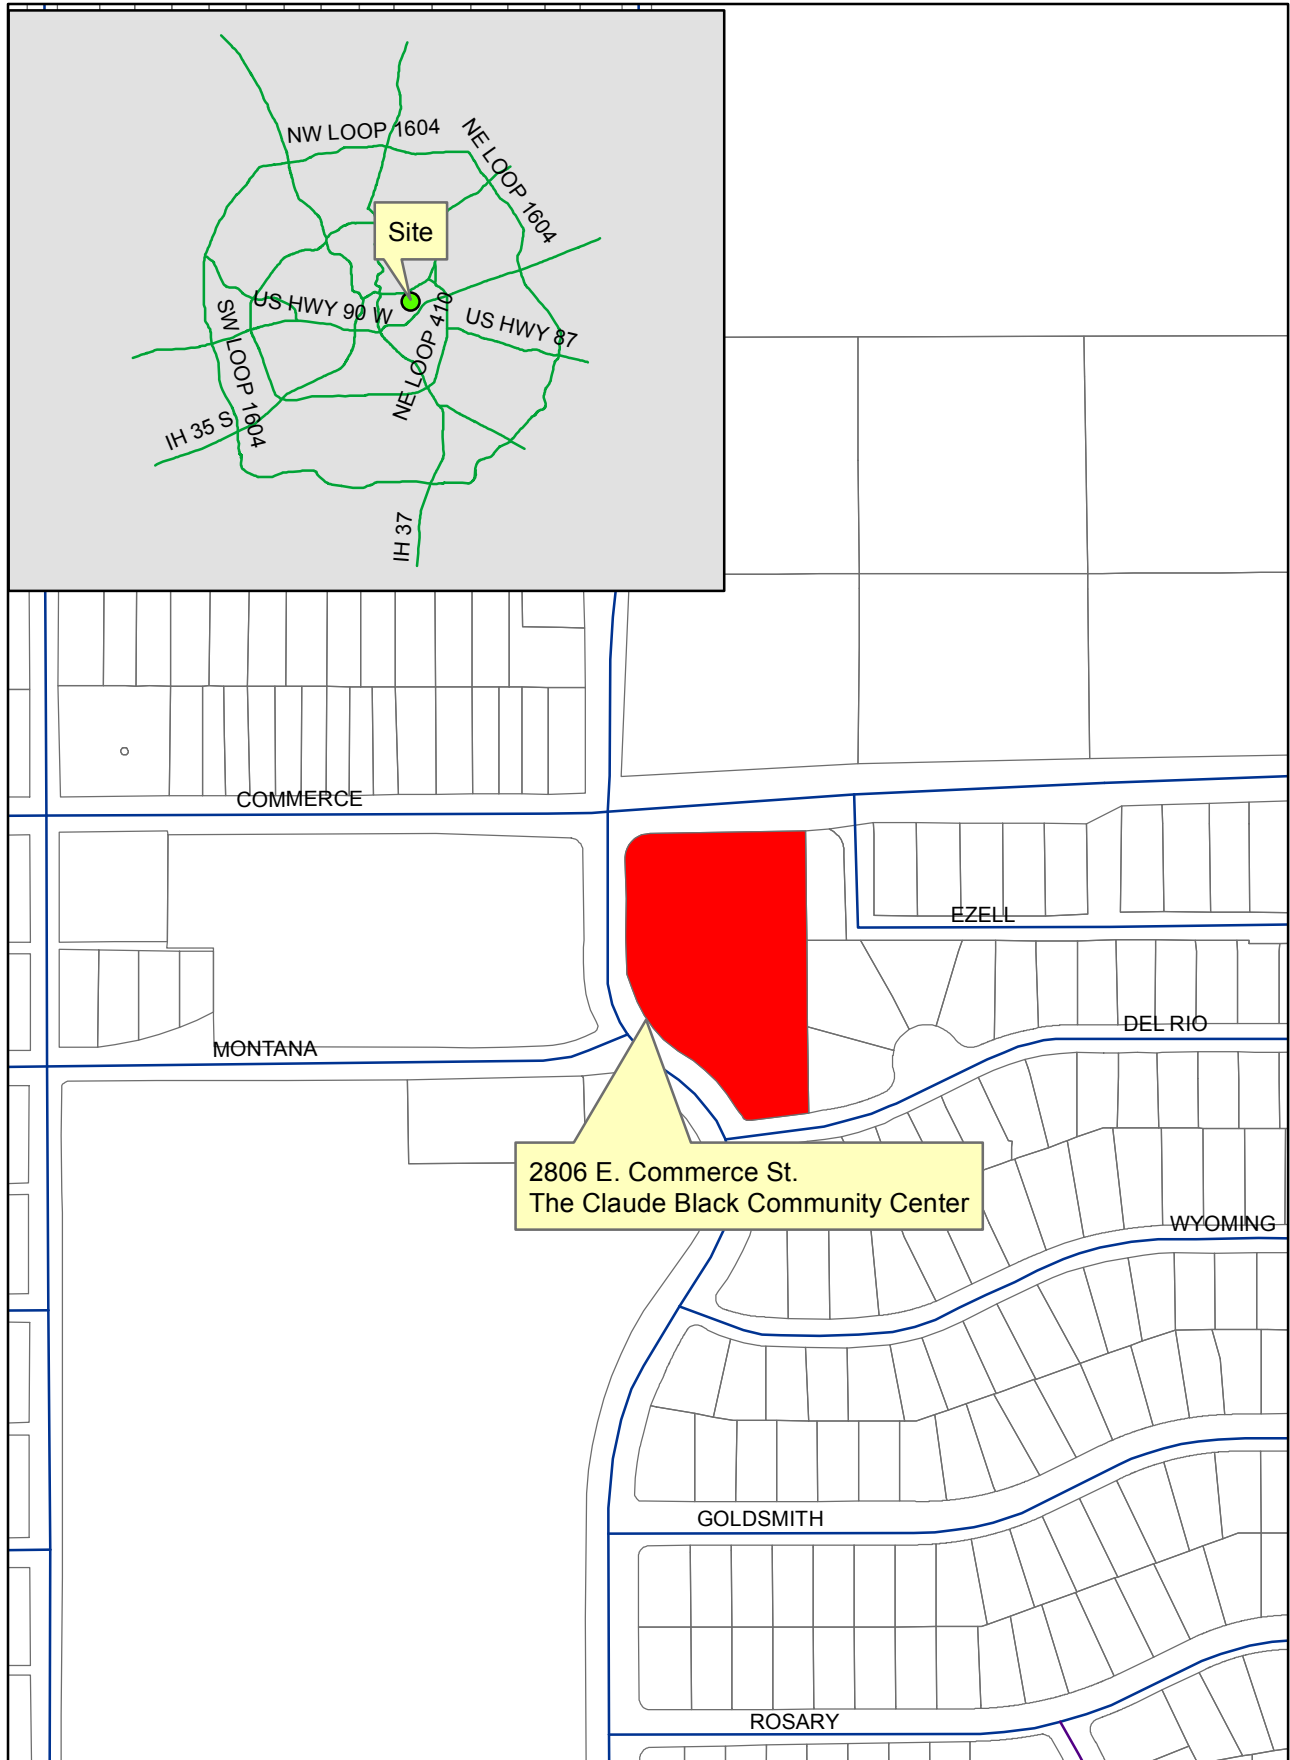 NW LOOP 1604
NE LOOP 1604
Site
US HWY 90 W
NE LOOP 410
US HWY 87
SW LOOP 1604
IH 35 S
IH 37
COMMERCE
EZELL
DEL RIO
MONTANA
2806 E. Commerce St.
The Claude Black Community Center
WYOMING
GOLDSMITH
ROSARY